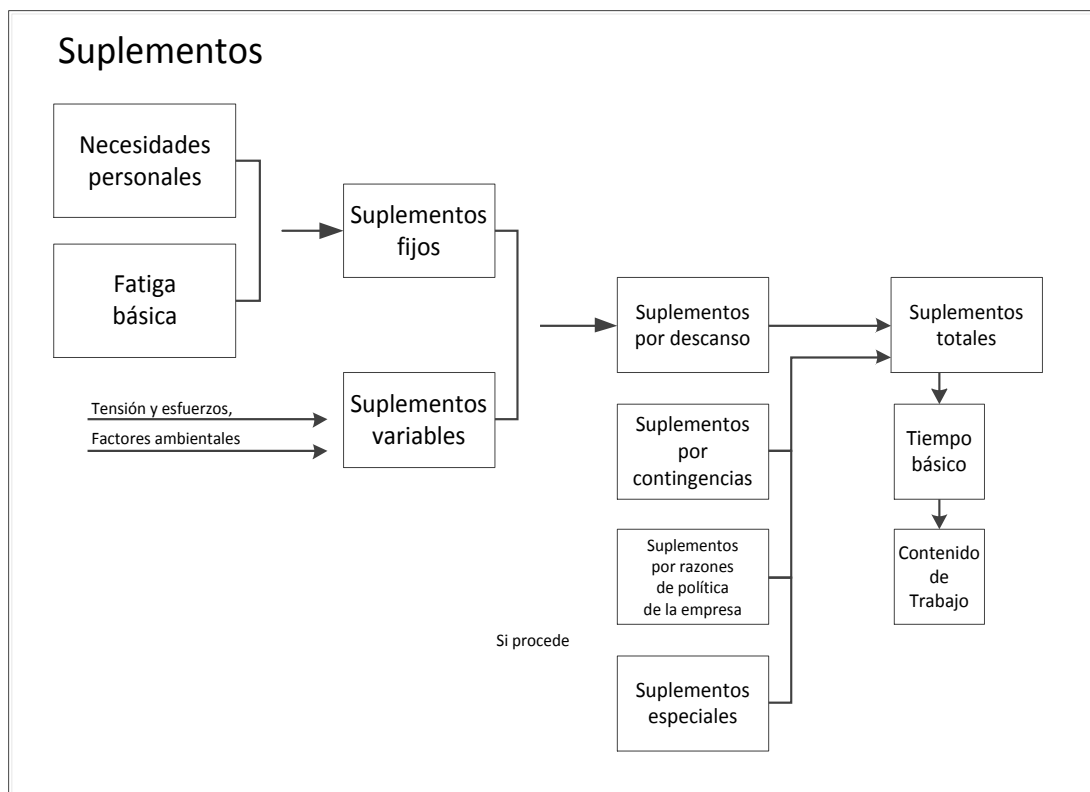 Suplementos
Necesidades
personales
Fatiga
básica
Tensión y esfuerzos,
Factores ambientales
Suplementos
fijos
Suplementos
variables
Suplementos
por descanso
Suplementos
por
contingencias
Suplementos
por razones
de política
de la empresa
Si procede
Suplementos
especiales
Suplementos
totales
Tiempo
básico
Contenido
de
Trabajo